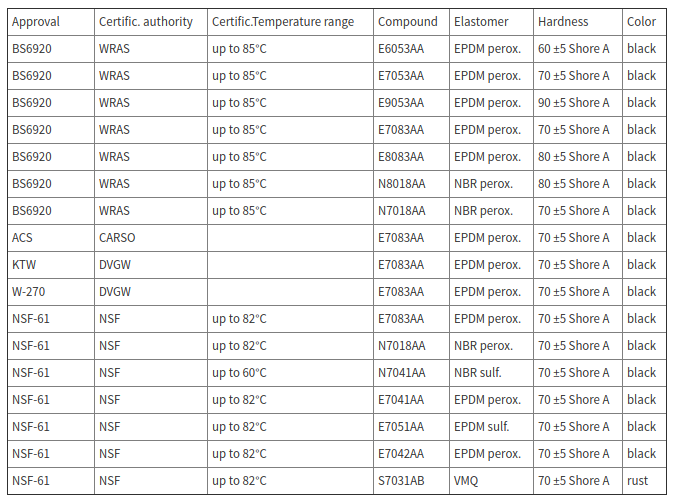 Approval Certific. authority Certific.Temperature range Compound Elastomer Hardness Color
BS6920 WRAS up to 85°C E6053AA EPDM perox. 60 ±5 Shore A black
BS6920 WRAS up to 85°C E7053AA EPDM perox. 70 ±5 Shore A black
BS6920 WRAS up to 85°C E9053AA EPDM perox. 90 ±5 Shore A black
BS6920 WRAS up to 85°C E7083AA EPDM perox. 70 ±5 Shore A black
BS6920 WRAS up to 85°C E8083AA EPDM perox. 80 ±5 Shore A black
BS6920 WRAS up to 85°C N8018AA NBR perox. 80 ±5 Shore A black
BS6920 WRAS up to 85°C N7018AA NBR perox. 70 ±5 Shore A black
ACS CARSO E7083AA EPDM perox. 70 ±5 Shore A black
KTW DVGW E7083AA EPDM perox. 70 ±5 Shore A black
W-270 DVGW E7083AA EPDM perox. 70 ±5 Shore A black
NSF-61 NSF up to 82°C E7083AA EPDM perox. 70 ±5 Shore A black
NSF-61 NSF up to 82°C N7018AA NBR perox. 70 ±5 Shore A black
NSF-61 NSF up to 60°C N7041AA NBR sulf. 70 ±5 Shore A black
NSF-61 NSF up to 82°C E7041AA EPDM perox. 70 ±5 Shore A black
NSF-61 NSF up to 82°C E7051AA EPDM sulf. 70 ±5 Shore A black
NSF-61 NSF up to 82°C E7042AA EPDM perox. 70 ±5 Shore A black
NSF-61 NSF up to 82°C S7031AB VMQ 70 ±5 Shore A rust